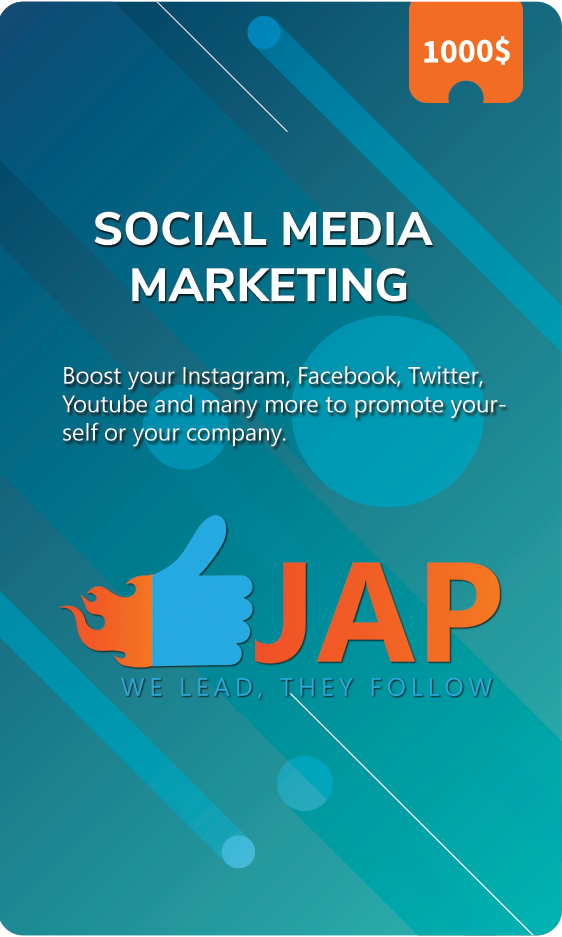 1000$
SOCIAL MEDIA
MARKETING
Boost your Instagram, Facebook, Twitter,
Youtube and many more to promote your-
self or your company.
JAP
WE LEAD, THEY FOLLOW